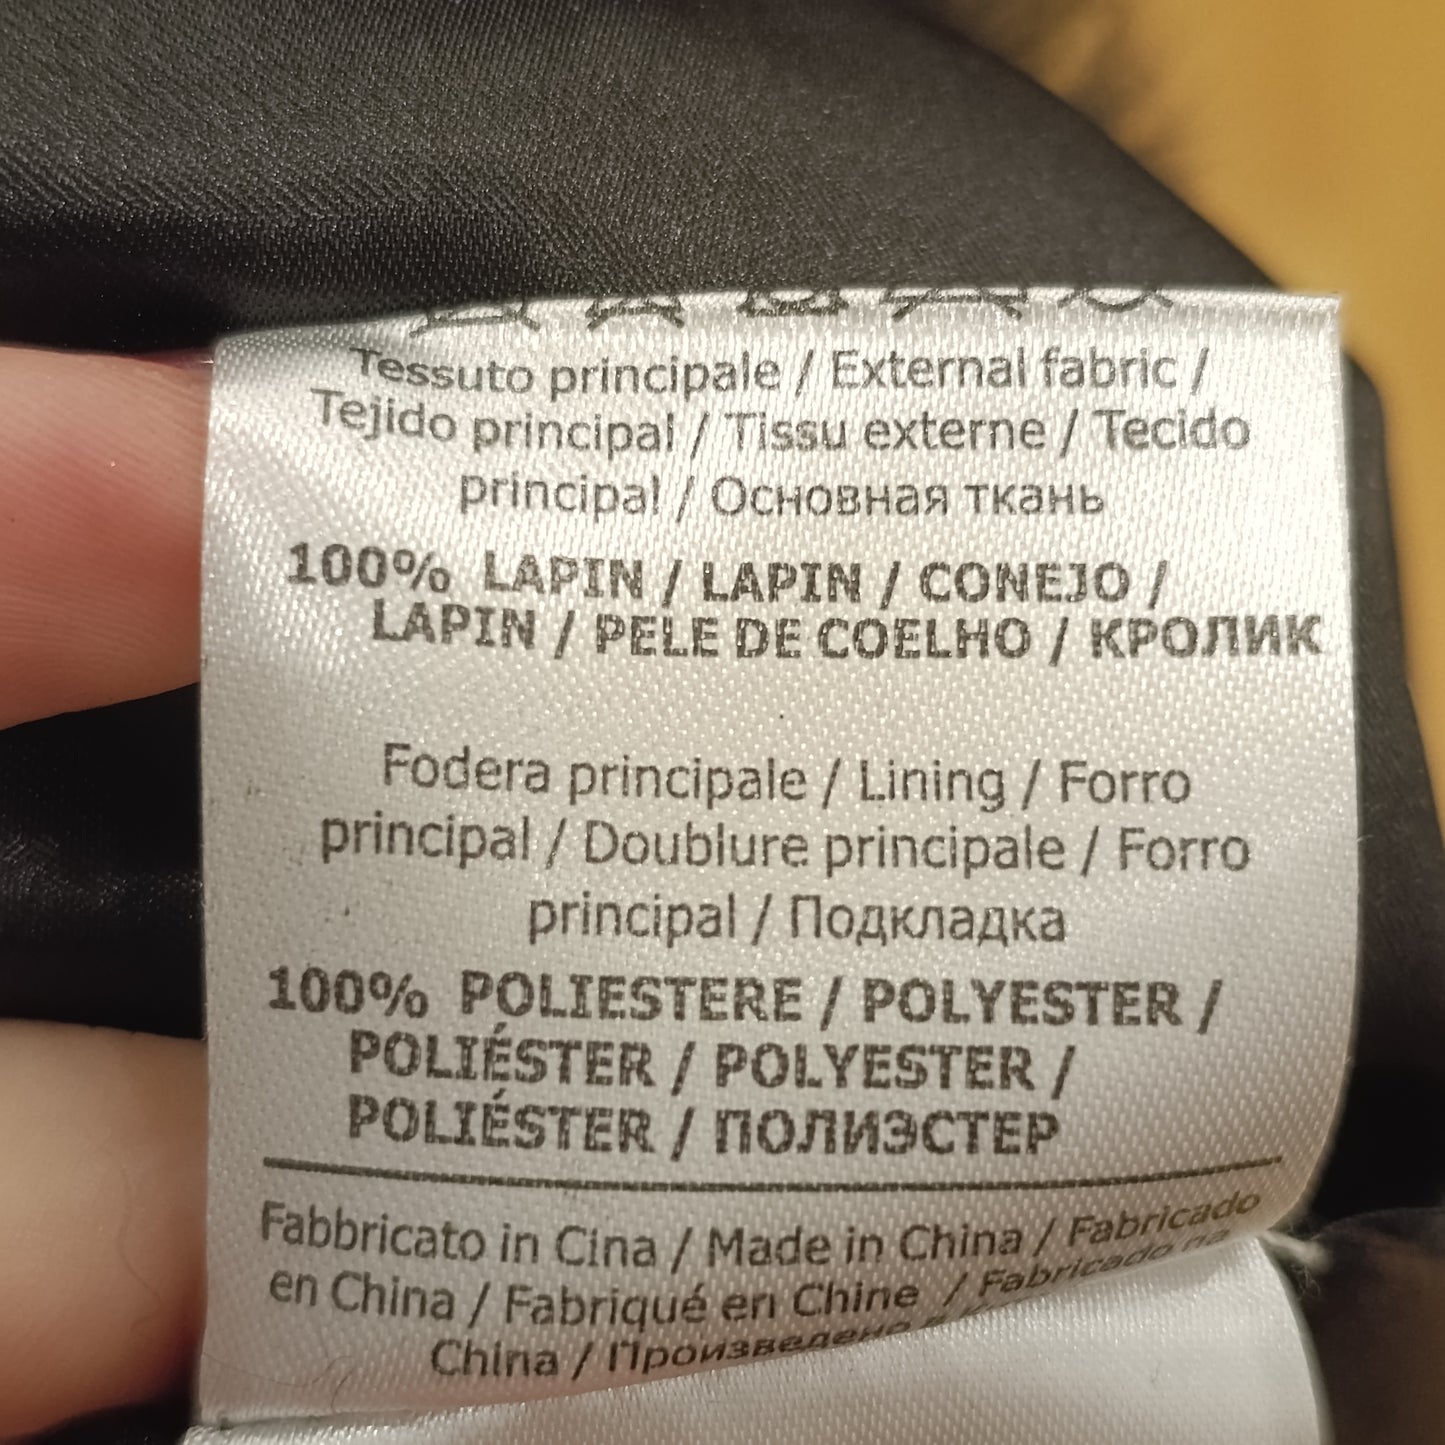 Tessuto principale / External fabric /
Tejido principal / Tissu externe / Tecido
principal / Основная ткань
100% LAPIN / LAPIN / CONEJO /
LAPIN / PELE DE COELHO / КРОЛИК
Fodera principale / Lining / Forro
principal / Doublure principale / Forro
principal / Подкладка
100% POLIESTERE / POLYESTER /
POLIÉSTER / POLYESTER /
POLIÉSTER / ПОЛИЭСТЕР
Fabbricato in Cina / Made in China / Fabricado
en China / Fabriqué en Chine / Fabricado na
China / Произведено в